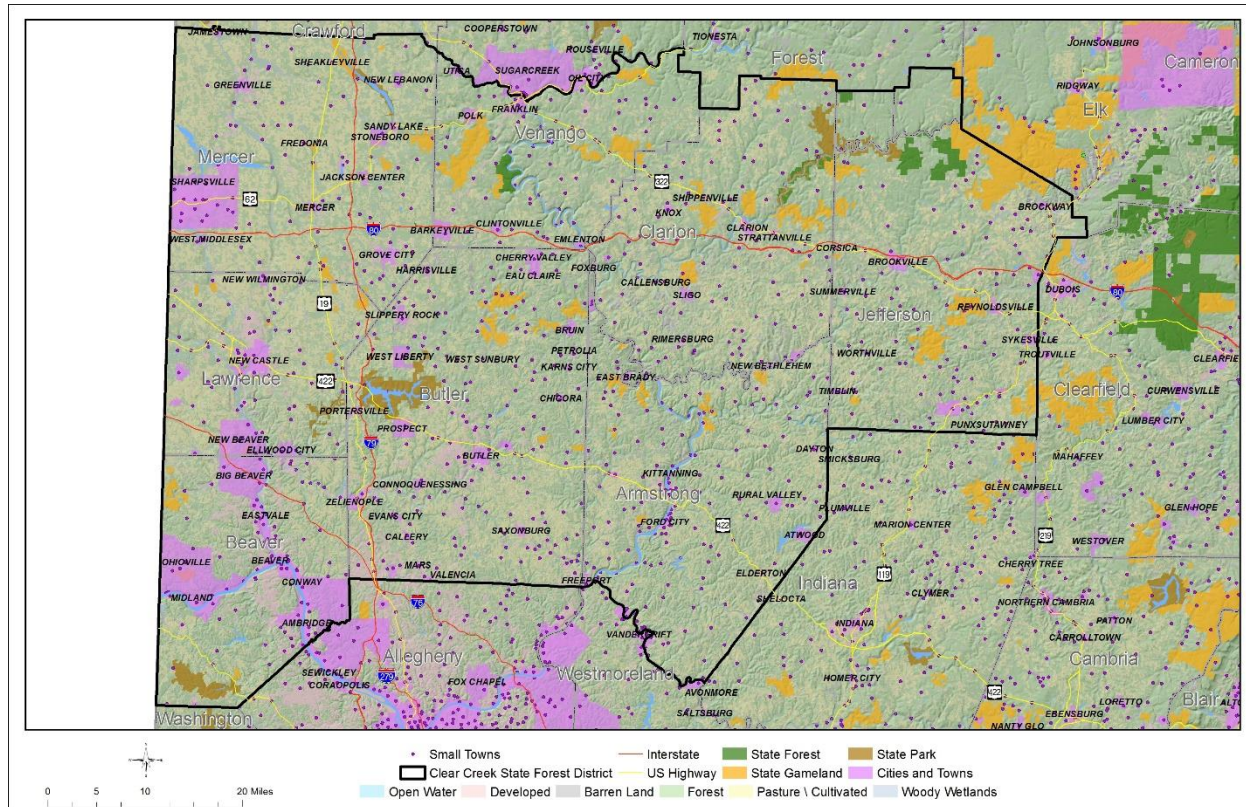 JAMESTOWN
Crawford
COOPERSTOWN
TIONESTA
JOHNSONBURG
SHEAKLEYVILLE
ROUSEVILLE
Forest
Cameron
UTICA
SUGARCREEK
OIL CITY
GREENVILLE
NEW LEBANON
RIDGWAY
FRANKLIN
Elk
POLK
SANDY LAKE
STONEBORO
Venango
FREDONIA
Mercer
JACKSON CENTER
SHARPSVILLE
322
62
MERCER
SHIPPENVILLE
KNOX
BROCKWAY
80
BARKEYVILLE
CLINTONVILLE
Clarion
CLARION
WEST MIDDLESEX
EMLENTON
STRATTANVILLE
CORSICA
GROVE CITY
CHERRY VALLEY
BROOKVILLE
HARRISVILLE
EAU CLAIRE
FOXBURG
NEW WILMINGTON
CALLENSBURG
DUBOIS
80
SLIGO
SUMMERVILLE
19
REYNOLDSVILLE
SLIPPERY ROCK
Jefferson
BRUIN
RIMERSBURG
SYKESVILLE
NEW CASTLE
WEST LIBERTY
WEST SUNBURY
PETROLIA
WORTHVILLE
TROUTVILLE
CLEARFIE
KARNS CITY
NEW BETHLEHEM
Lawrence
422
EAST BRADY
Butler
TIMBLIN
Clearfield
CURWENSVILLE
CHICORA
PORTERSVILLE
LUMBER CITY
PROSPECT
PUNXSUTAWNEY
NEW BEAVER
79
ELLWOOD CITY
BUTLER
DAYTON
MAHAFFEY
SMICKSBURG
BIG BEAVER
KITTANNING
CONNOQUENESSING
GLEN CAMPBELL
Armstrong
RURAL VALLEY
ZELIENOPLE
PLUMVILLE
GLEN HOPE
EASTVALE
EVANS CITY
FORD CITY
422
MARION CENTER
SAXONBURG
ATWOOD
219
CALLERY
WESTOVER
Beaver
OHIOVILLE
BEAVER
MARS
CHERRY TREE
VALENCIA
ELDERTON
CONWAY
FREEPORT
Indiana
119
MIDLAND
SHELOCTA
CLYMER
76
NORTHERN CAMBRIA
AMBRIDGE
INDIANA
PATTON
VANDERGRIFT
CARROLLTOWN
Allegheny
Cambria
SEWICKLEY
Westmoreland
279
FOX CHAPEL
HOMER CITY
CORAOPOLIS
AVONMORE
422
Blair
LORETTO
ALTO
Washington
SALTSBURG
EBENSBURG
NANTY GLO
Small Towns
Interstate
State Forest
State Park
Clear Creek State Forest District
US Highway
State Gameland
Cities and Towns
Open Water
Developed
Barren Land
Forest
Pasture \ Cultivated
Woody Wetlands
0 5 10 20 Miles